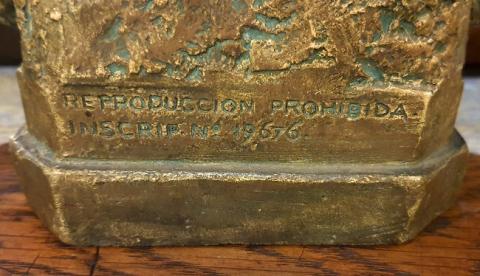 REPRODUCCION PROHIBIDA.
INSCRIP. Nº 19676.